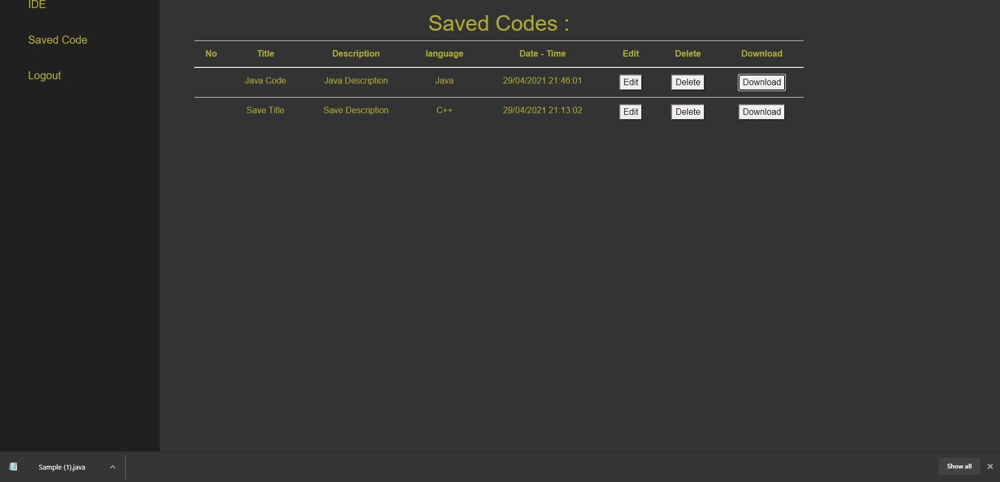 IDE
Saved Code
Logout
Saved Codes :
No Title Description language Date - Time Edit Delete Download
Java Code Java Description Java 29/04/2021 21:46:01 Edit Delete Download
Save Title Save Description C++ 29/04/2021 21:13:02 Edit Delete Download
Sample (1).java
Show all